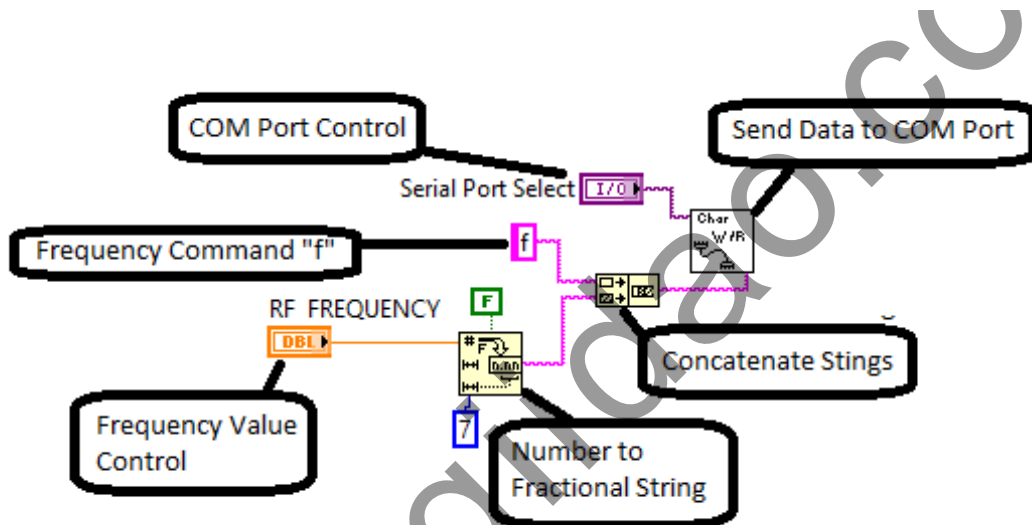 COM Port Control
Send Data to COM Port
Serial Port Select
I/O
Char
W/R
Frequency Command "f"
f
RF FREQUENCY
F
DBL
#
F
n.nn
Concatenate Stings
Frequency Value
Control
7
Number to
Fractional String